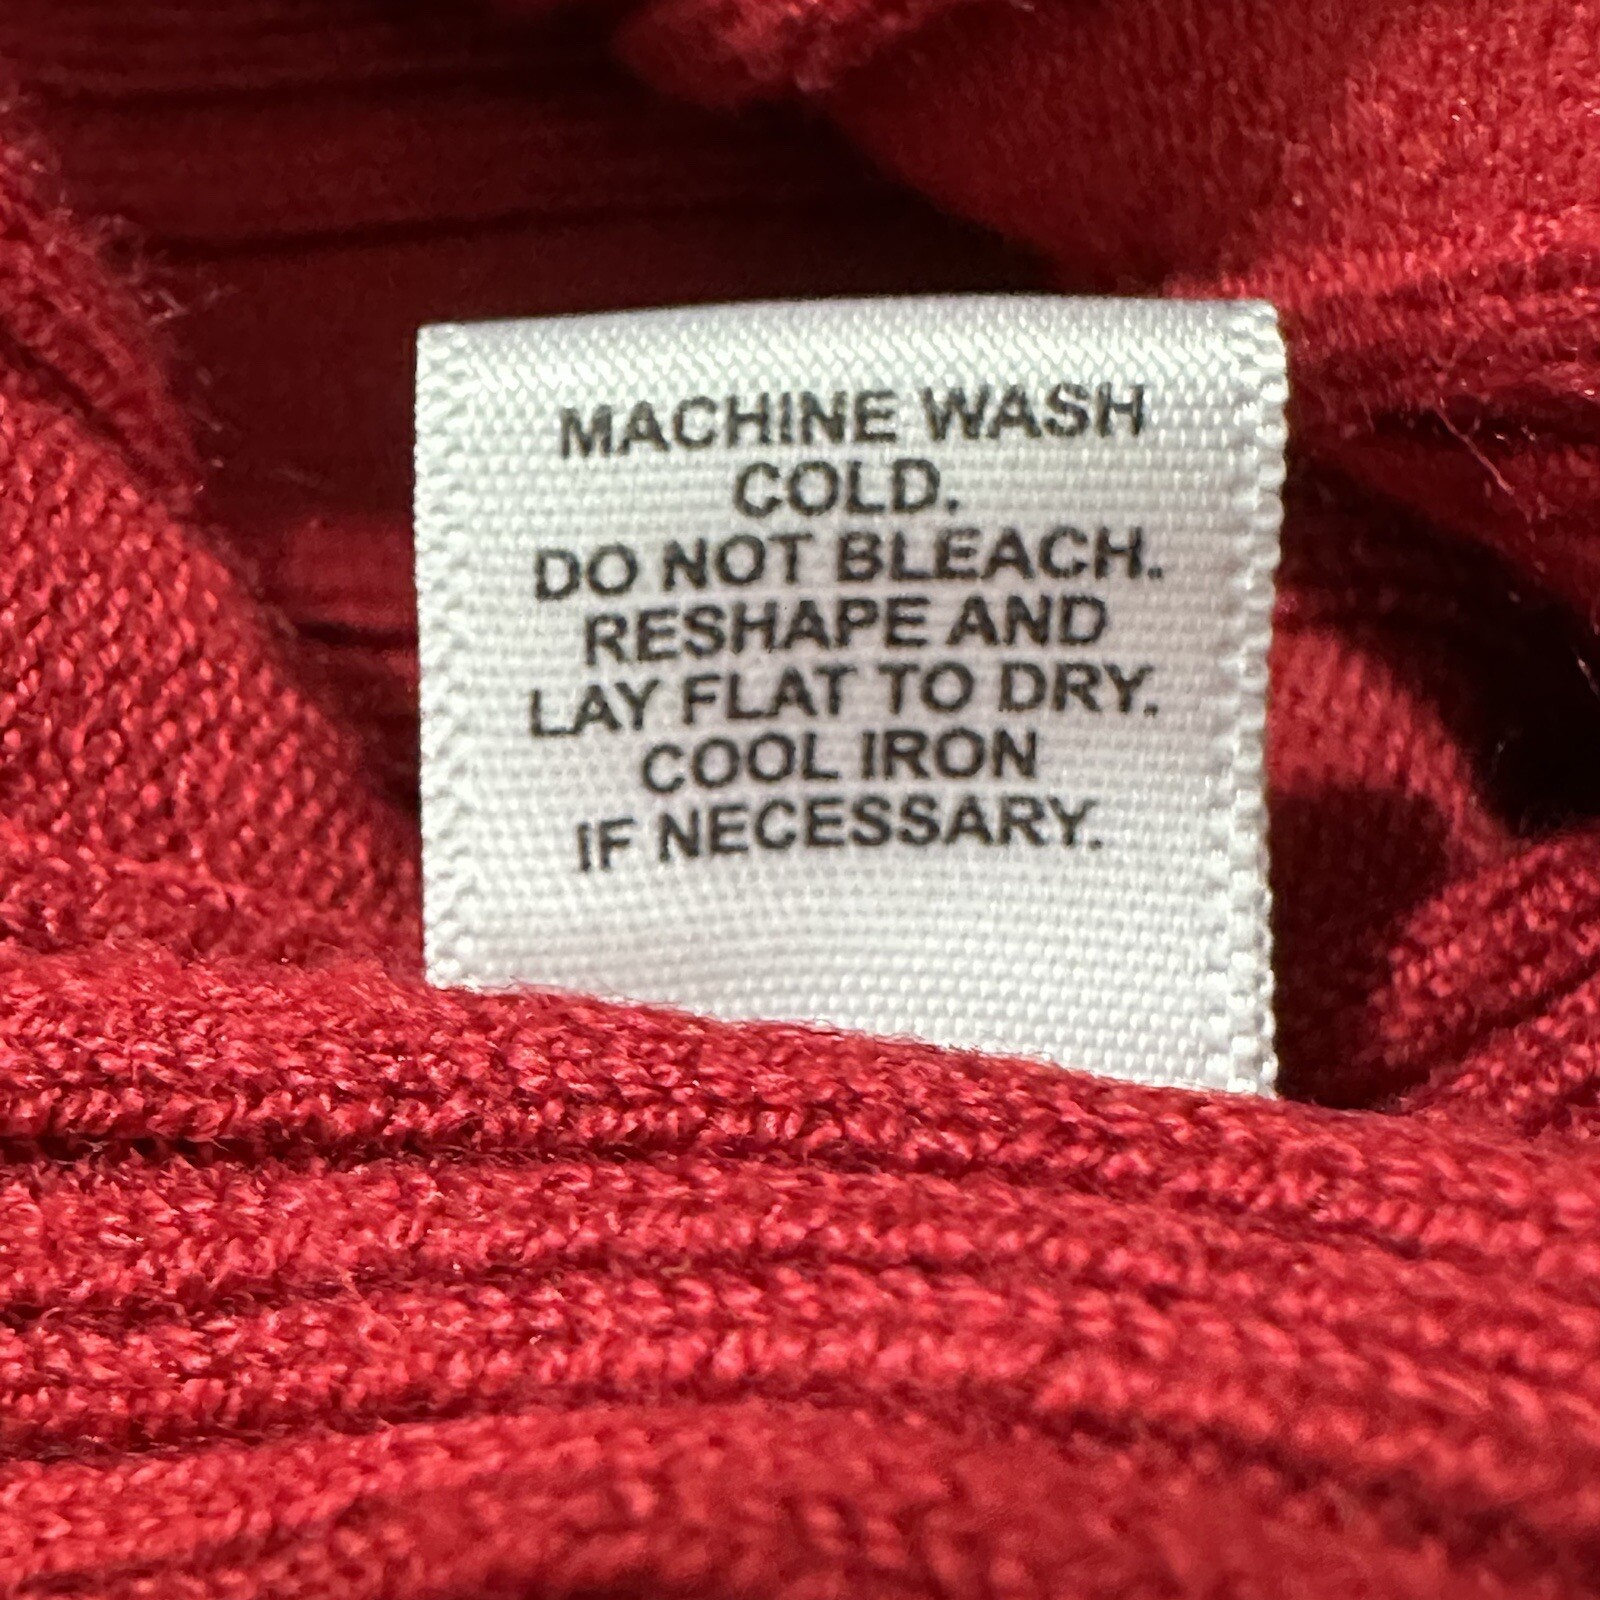 MACHINE WASH
COLD.
DO NOT BLEACH.
RESHAPE AND
LAY FLAT TO DRY.
COOL IRON
IF NECESSARY.